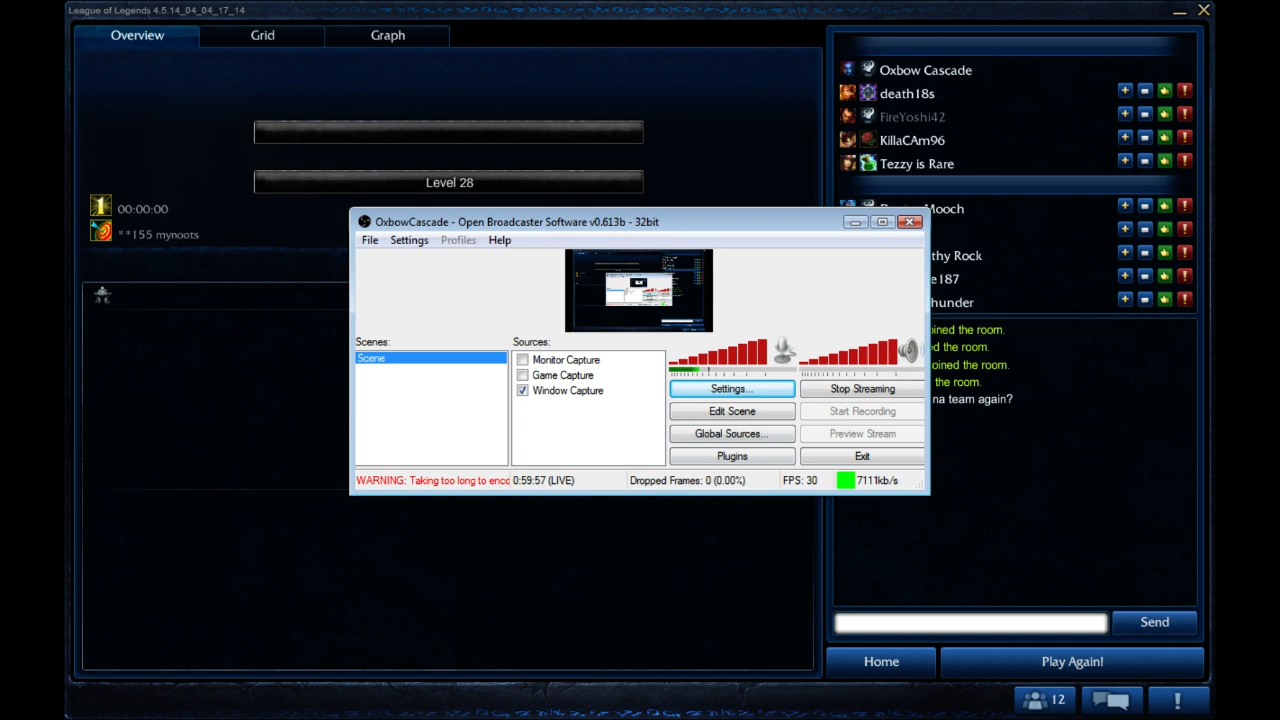 League of Legends 4.5.14_04_04_17_14
Overview
Grid
Graph
Level 28
00:00:00
**155 mynoots
Oxbow Cascade
death18s
FireYoshi42
KillaCAm96
Tezzy is Rare
Mooch
thy Rock
e187
hunder
ined the room.
d the room.
oined the room.
the room.
na team again?
OxbowCascade - Open Broadcaster Software v0.613b - 32bit
File Settings Profiles Help
Scenes:
Scene
Sources:
Monitor Capture
Game Capture
Window Capture
Settings...
Stop Streaming
Edit Scene
Start Recording
Global Sources...
Preview Stream
Plugins
Exit
WARNING: Taking too long to enco
0:59:57 (LIVE)
Dropped Frames: 0 (0.00%)
FPS: 30
7111kb/s
Send
Home
Play Again!
12